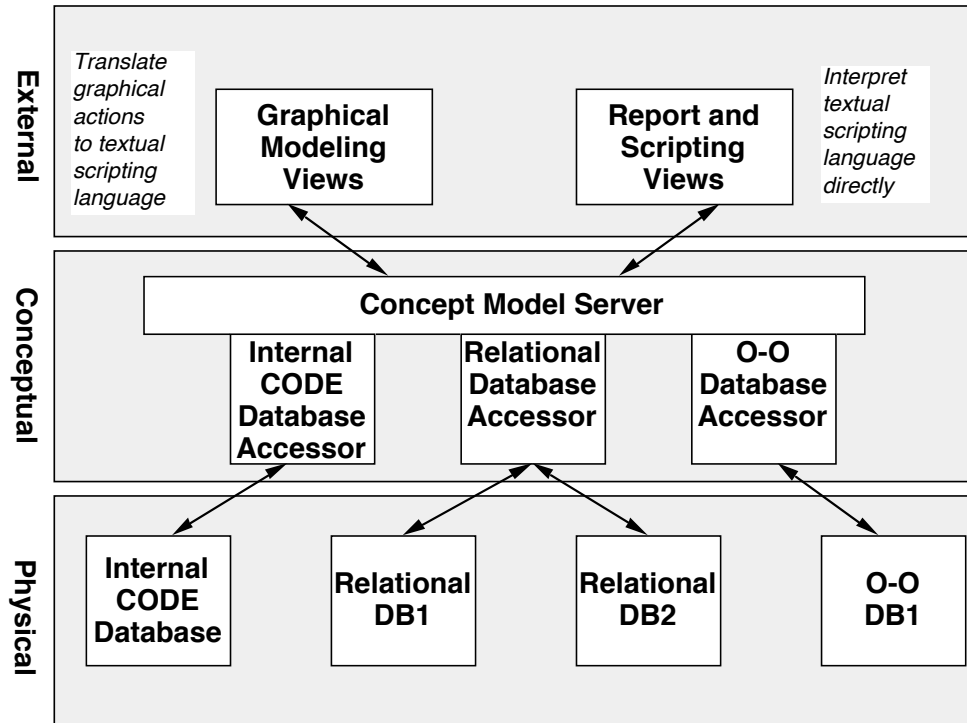 External
Translate
graphical
actions
to textual
scripting
language
Graphical
Modeling
Views
Report and
Scripting
Views
Interpret
textual
scripting
language
directly
Conceptual
Concept Model Server
Internal
CODE
Database
Accessor
Relational
Database
Accessor
O-O
Database
Accessor
Physical
Internal
CODE
Database
Relational
DB1
Relational
DB2
O-O
DB1